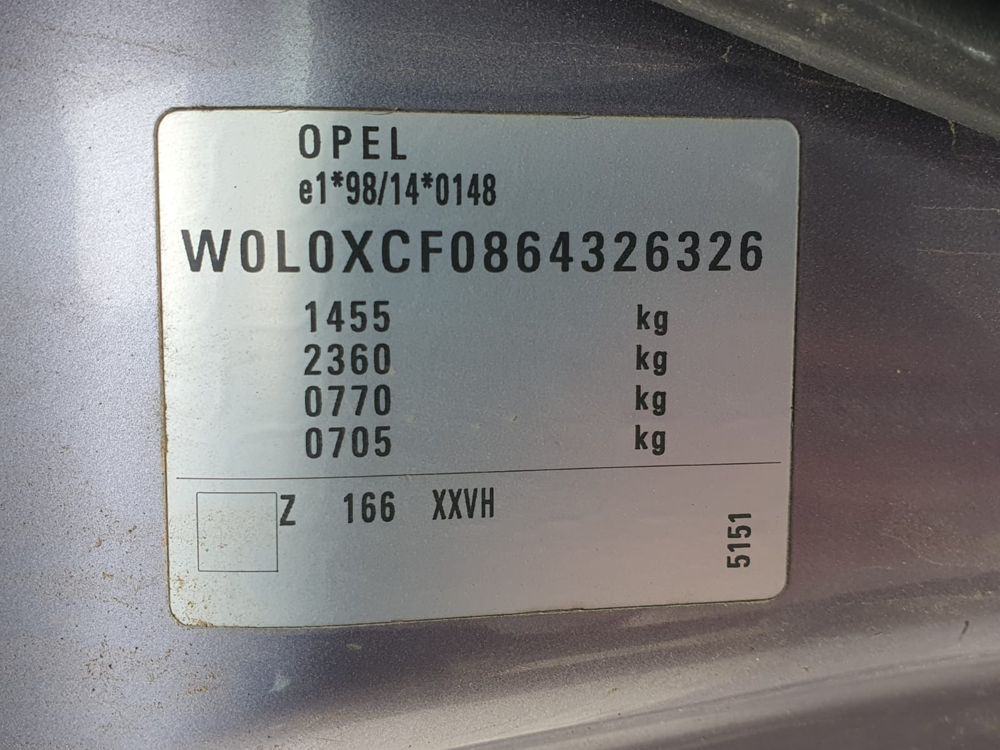 OPEL
e1*98/14*0148
W0L0XCF0864326326
1455 kg
2360 kg
0770 kg
0705 kg
Z 166 XXVH
5151